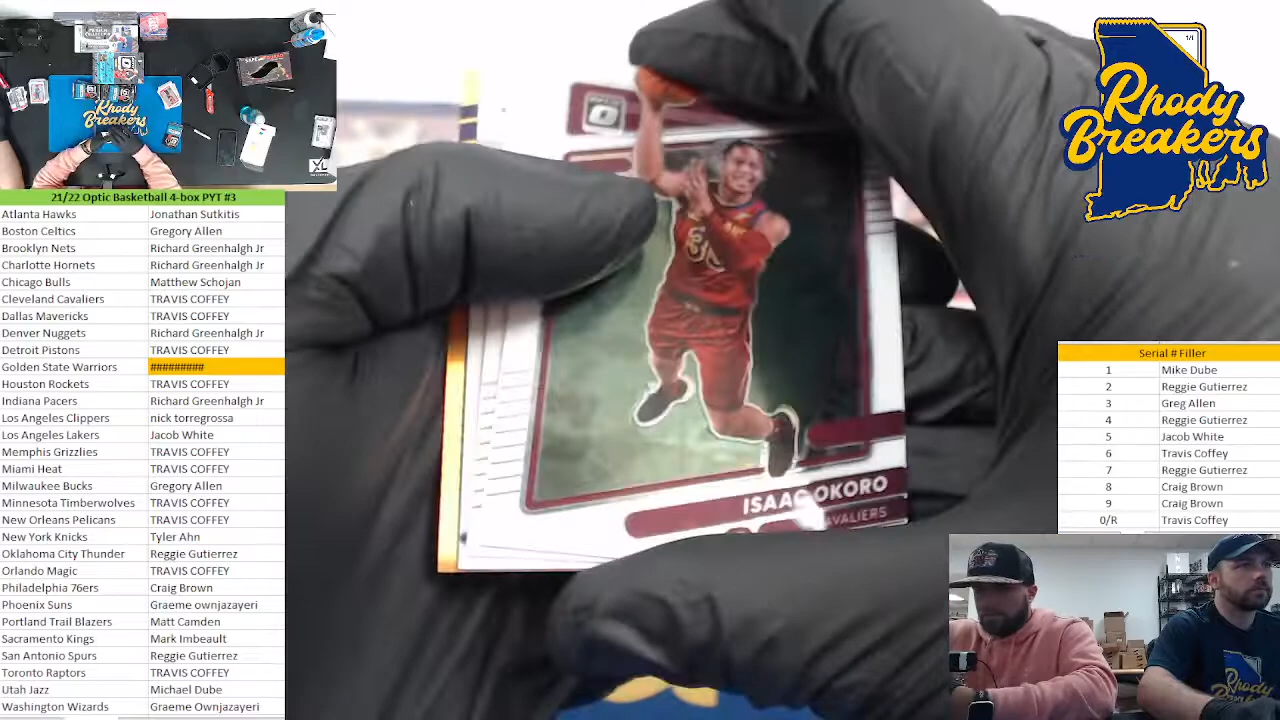 Rhody
Breakers
1/1
Rhody
Breakers
21/22 Optic Basketball 4-box PYT #3
Atlanta Hawks Jonathan Sutkitis
Boston Celtics Gregory Allen
Brooklyn Nets Richard Greenhalgh Jr
Charlotte Hornets Richard Greenhalgh Jr
Chicago Bulls Matthew Schojan
Cleveland Cavaliers TRAVIS COFFEY
Dallas Mavericks TRAVIS COFFEY
Denver Nuggets Richard Greenhalgh Jr
Detroit Pistons TRAVIS COFFEY
Golden State Warriors #########
Houston Rockets TRAVIS COFFEY
Indiana Pacers Richard Greenhalgh Jr
Los Angeles Clippers nick torregrossa
Los Angeles Lakers Jacob White
Memphis Grizzlies TRAVIS COFFEY
Miami Heat TRAVIS COFFEY
Milwaukee Bucks Gregory Allen
Minnesota Timberwolves TRAVIS COFFEY
New Orleans Pelicans TRAVIS COFFEY
New York Knicks Tyler Ahn
Oklahoma City Thunder Reggie Gutierrez
Orlando Magic TRAVIS COFFEY
Philadelphia 76ers Craig Brown
Phoenix Suns Graeme ownjazayeri
Portland Trail Blazers Matt Camden
Sacramento Kings Mark Imbeault
San Antonio Spurs Reggie Gutierrez
Toronto Raptors TRAVIS COFFEY
Utah Jazz Michael Dube
Washington Wizards Graeme Ownjazayeri
ISAAC OKORO
CAVALIERS
Serial # Filler
1 Mike Dube
2 Reggie Gutierrez
3 Greg Allen
4 Reggie Gutierrez
5 Jacob White
6 Travis Coffey
7 Reggie Gutierrez
8 Craig Brown
9 Craig Brown
0/R Travis Coffey
Rhody
Breakers
XL